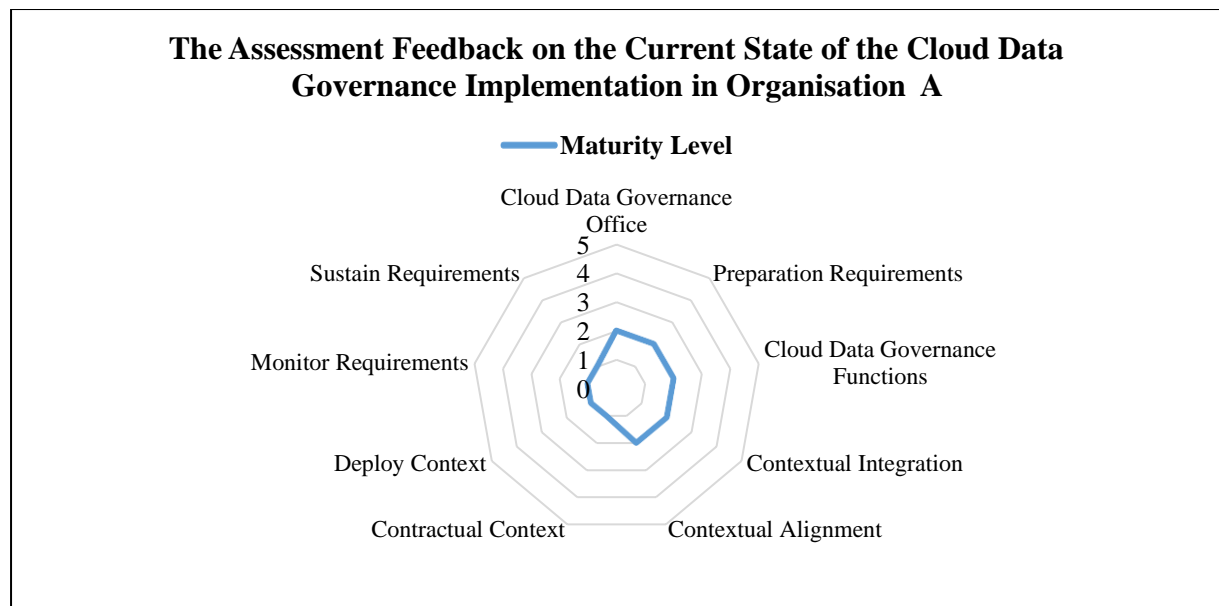 The Assessment Feedback on the Current State of the Cloud Data
Governance Implementation in Organisation A
Maturity Level
Cloud Data Governance
Office
5
4
3
2
1
0
Preparation Requirements
Cloud Data Governance
Functions
Contextual Integration
Contextual Alignment
Contractual Context
Deploy Context
Monitor Requirements
Sustain Requirements